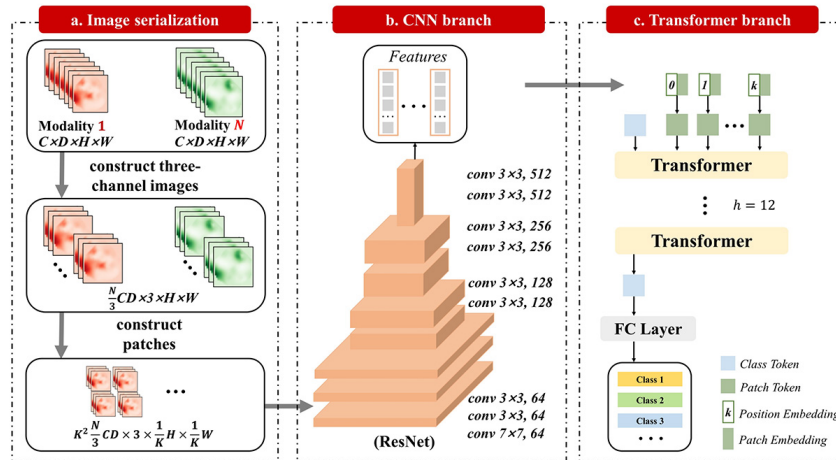 a. Image serialization
Modality 1
C×D×H×W
Modality N
C×D×H×W
construct three-
channel images
N/3 CD×3×H×W
construct
patches
K² N/3 CD × 3 × 1/K H × 1/K W
b. CNN branch
Features
conv 3×3, 512
conv 3×3, 512
conv 3×3, 256
conv 3×3, 256
conv 3×3, 128
conv 3×3, 128
conv 3×3, 64
conv 3×3, 64
conv 7×7, 64
(ResNet)
c. Transformer branch
0 1 k
Transformer
h = 12
Transformer
FC Layer
Class 1
Class 2
Class 3
Class Token
Patch Token
k Position Embedding
Patch Embedding